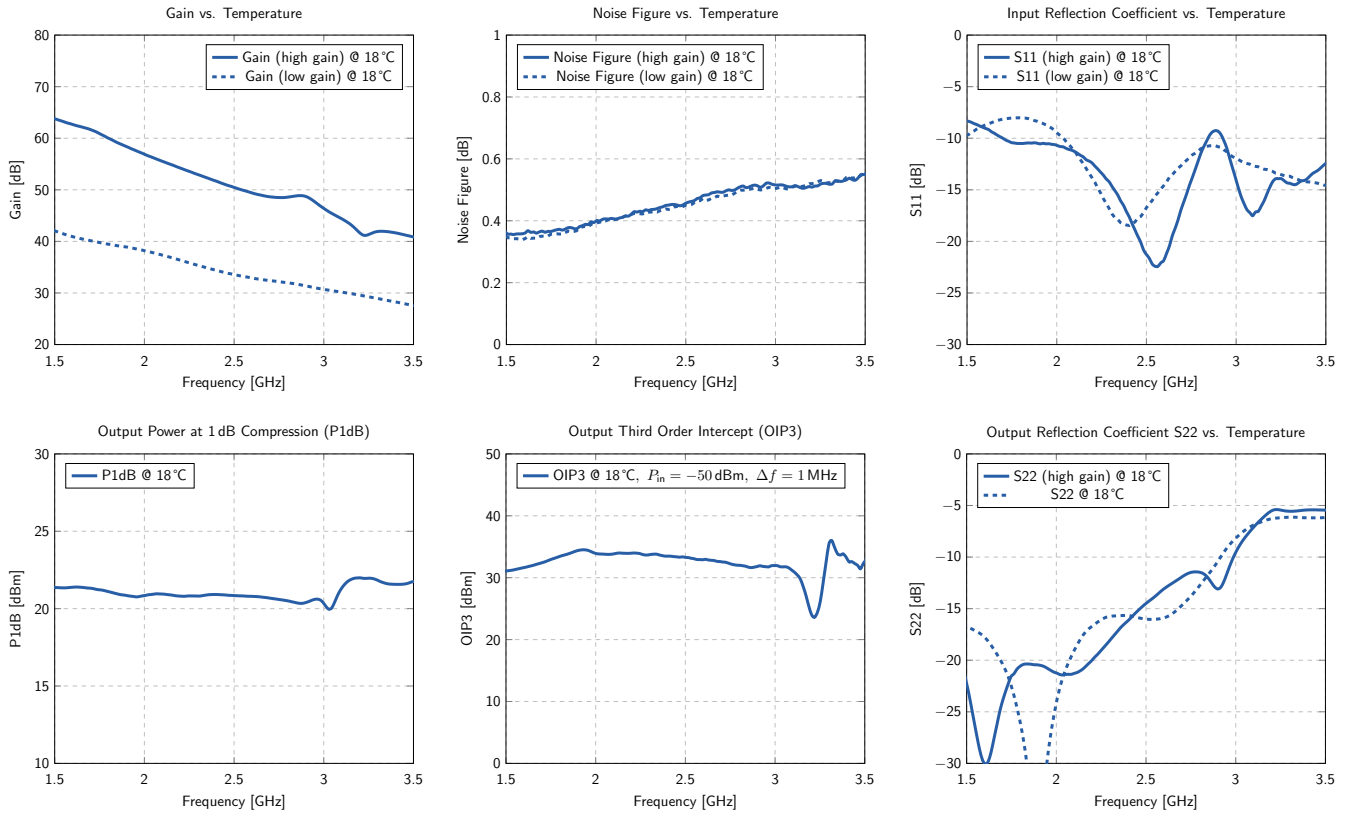 Gain vs. Temperature
80
70
60
50
40
30
20
Gain [dB]
Gain (high gain) @ 18°C
Gain (low gain) @ 18°C
1.5 2 2.5 3 3.5
Frequency [GHz]
Noise Figure vs. Temperature
1
0.8
0.6
0.4
0.2
0
Noise Figure [dB]
Noise Figure (high gain) @ 18°C
Noise Figure (low gain) @ 18°C
1.5 2 2.5 3 3.5
Frequency [GHz]
Input Reflection Coefficient vs. Temperature
0
−5
−10
−15
−20
−25
−30
S11 [dB]
S11 (high gain) @ 18°C
S11 (low gain) @ 18°C
1.5 2 2.5 3 3.5
Frequency [GHz]
Output Power at 1 dB Compression (P1dB)
30
25
20
15
10
P1dB [dBm]
P1dB @ 18°C
1.5 2 2.5 3 3.5
Frequency [GHz]
Output Third Order Intercept (OIP3)
50
40
30
20
10
0
OIP3 [dBm]
OIP3 @ 18°C, Pin = −50 dBm, Δf = 1 MHz
1.5 2 2.5 3 3.5
Frequency [GHz]
Output Reflection Coefficient S22 vs. Temperature
0
−5
−10
−15
−20
−25
−30
S22 [dB]
S22 (high gain) @ 18°C
S22 @ 18°C
1.5 2 2.5 3 3.5
Frequency [GHz]